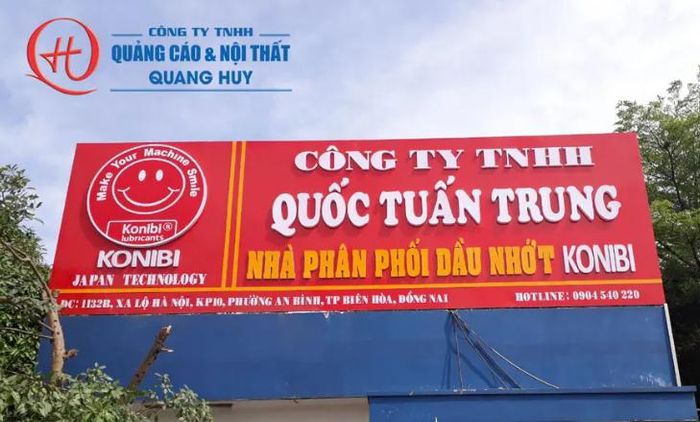 CÔNG TY TNHH
QUẢNG CÁO & NỘI THẤT
QUANG HUY
Make Your Machine Smile
Konibi®
lubricants
KONIBI
JAPAN TECHNOLOGY
CÔNG TY TNHH
QUỐC TUẤN TRUNG
NHÀ PHÂN PHỐI DẦU NHỚT KONIBI
ĐC: 1132B, XA LỘ HÀ NỘI, KP10, PHƯỜNG AN BÌNH, TP BIÊN HÒA, ĐỒNG NAI
HOTLINE: 0904 540 220